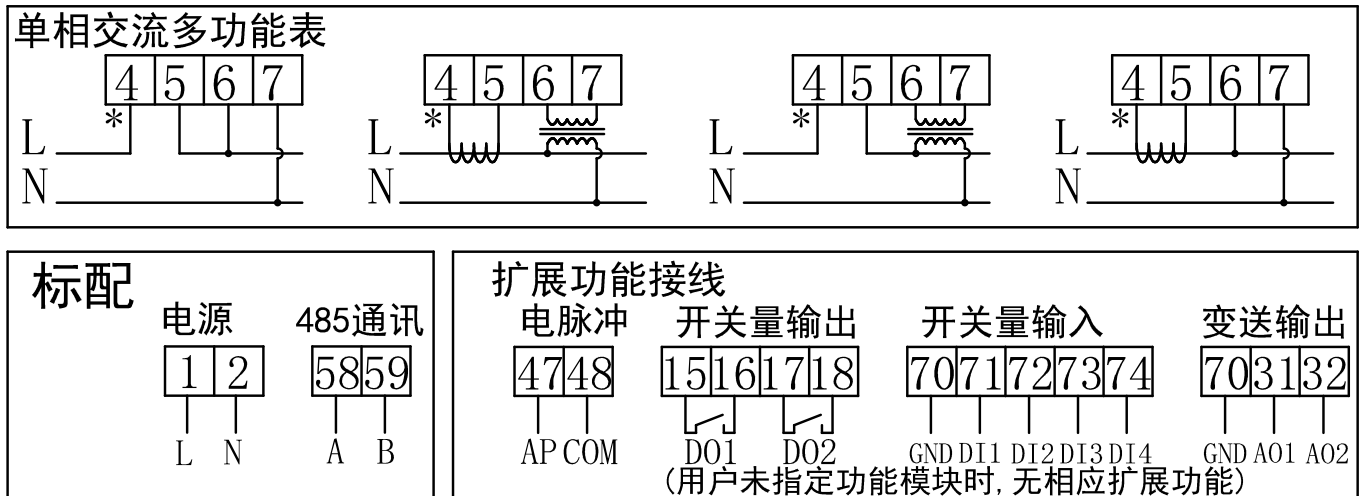 单相交流多功能表
4 5 6 7 4 5 6 7 4 5 6 7 4 5 6 7
* * * *
L L L L
N N N N
标配
电源 485通讯
1 2 58 59
L N A B
扩展功能接线
电脉冲 开关量输出 开关量输入 变送输出
47 48 15 16 17 18 70 71 72 73 74 70 31 32
AP COM DO1 DO2 GND DI1 DI2 DI3 DI4 GND AO1 AO2
(用户未指定功能模块时,无相应扩展功能)